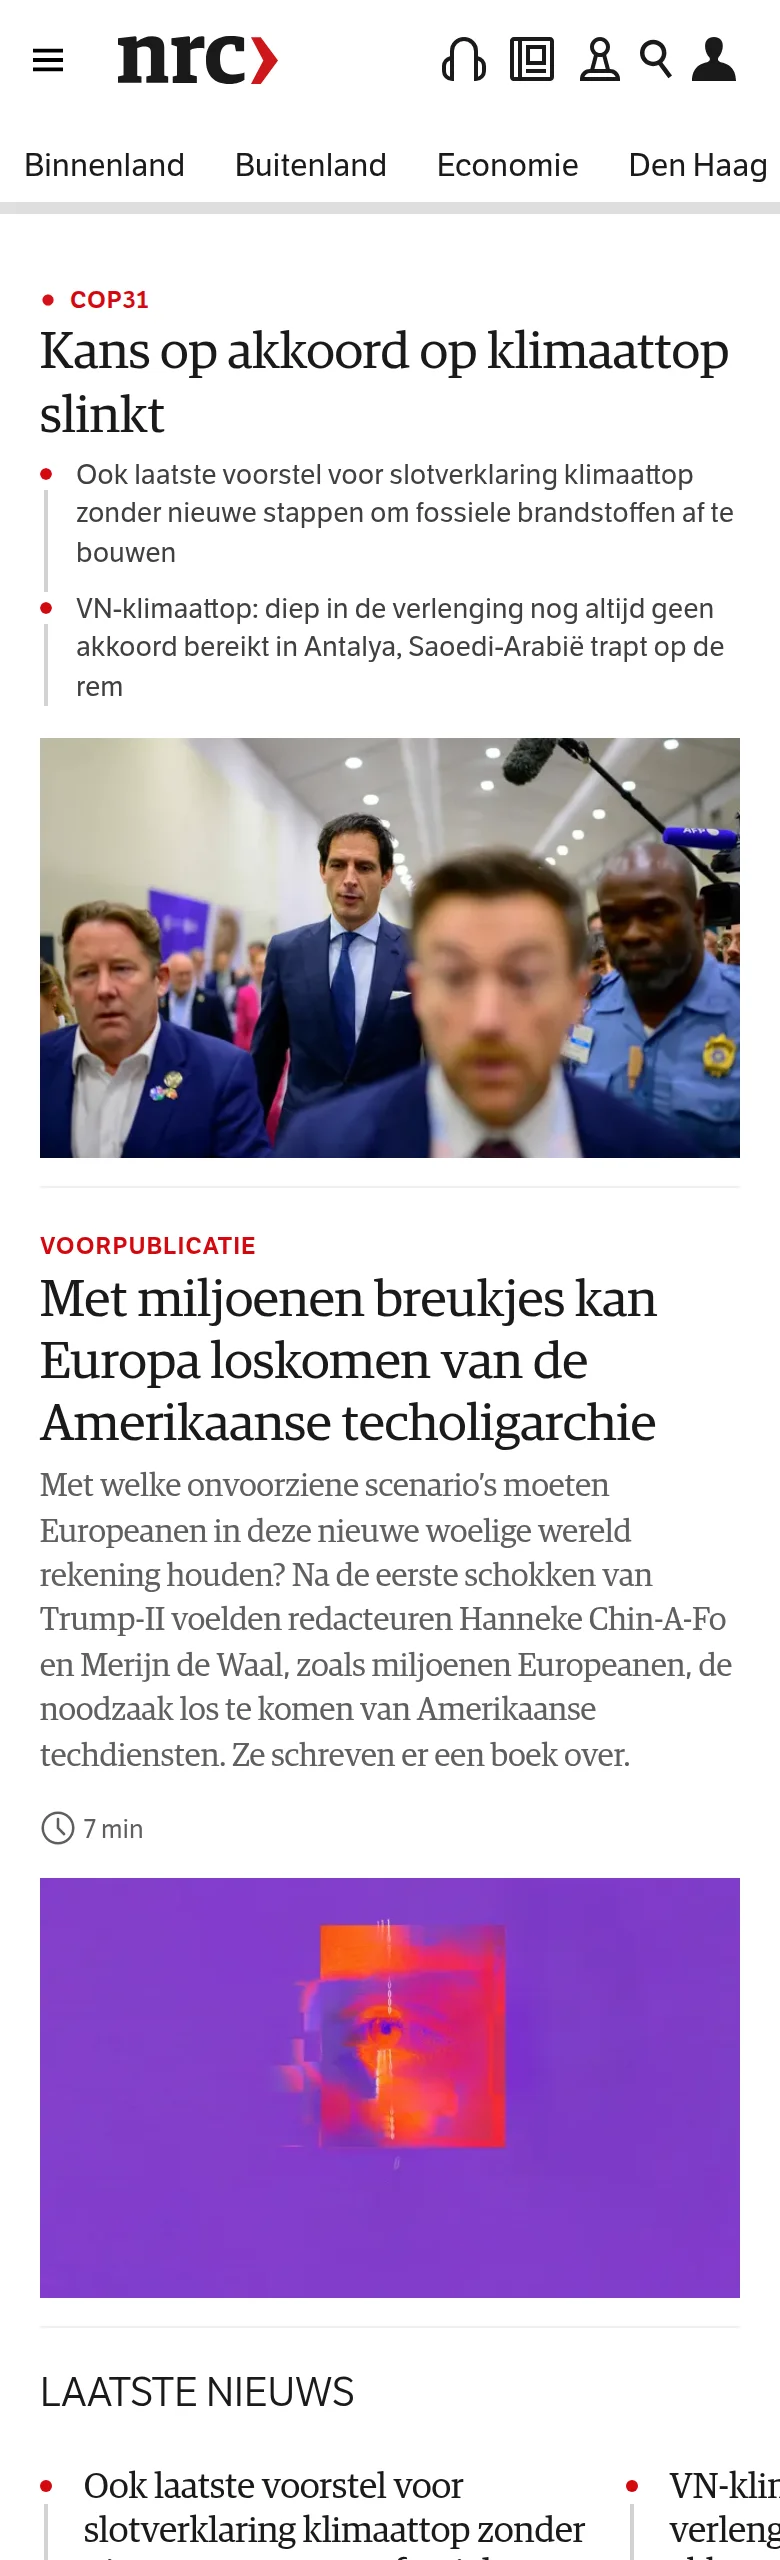 nrc
Binnenland Buitenland Economie Den Haag
COP31
Kans op akkoord op klimaattop
slinkt
Ook laatste voorstel voor slotverklaring klimaattop
zonder nieuwe stappen om fossiele brandstoffen af te
bouwen
VN-klimaattop: diep in de verlenging nog altijd geen
akkoord bereikt in Antalya, Saoedi-Arabië trapt op de
rem
AFP
VOORPUBLICATIE
Met miljoenen breukjes kan
Europa loskomen van de
Amerikaanse techoligarchie
Met welke onvoorziene scenario's moeten
Europeanen in deze nieuwe woelige wereld
rekening houden? Na de eerste schokken van
Trump-II voelden redacteuren Hanneke Chin-A-Fo
en Merijn de Waal, zoals miljoenen Europeanen, de
noodzaak los te komen van Amerikaanse
techdiensten. Ze schreven er een boek over.
7 min
LAATSTE NIEUWS
Ook laatste voorstel voor
slotverklaring klimaattop zonder